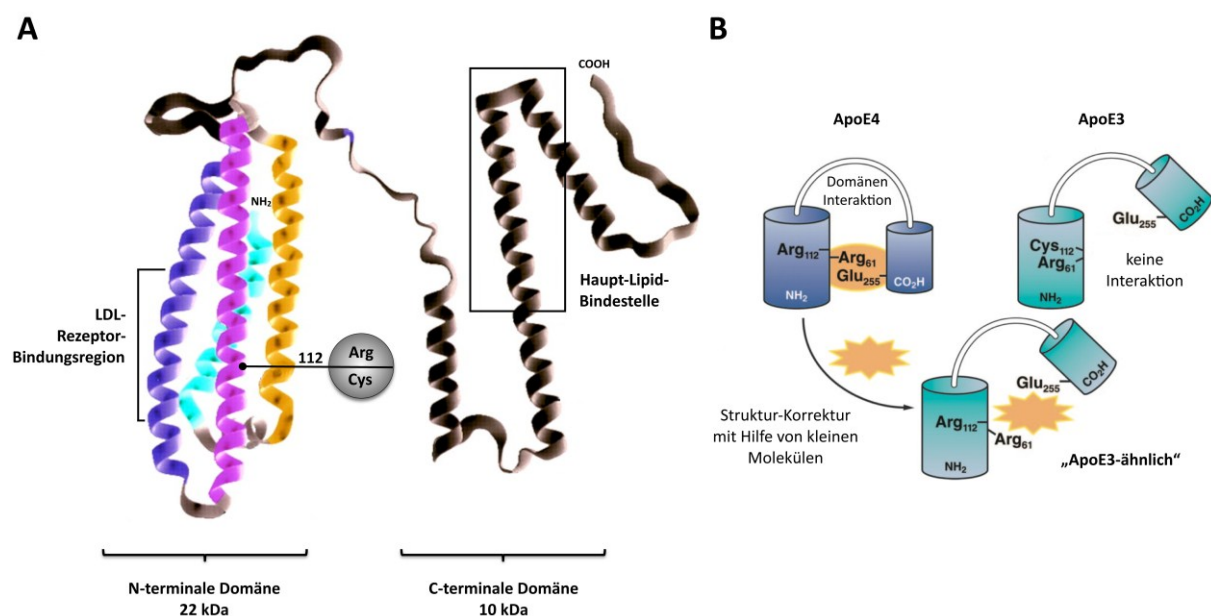 A
COOH
NH₂
LDL-
Rezeptor-
Bindungsregion
112
Arg
Cys
Haupt-Lipid-
Bindestelle
N-terminale Domäne
22 kDa
C-terminale Domäne
10 kDa
B
ApoE4
ApoE3
Domänen
Interaktion
Arg₁₁₂
Arg₆₁
Glu₂₅₅
CO₂H
NH₂
Glu₂₅₅
CO₂H
Cys₁₁₂
Arg₆₁
NH₂
keine
Interaktion
Struktur-Korrektur
mit Hilfe von kleinen
Molekülen
Glu₂₅₅
CO₂H
Arg₁₁₂
Arg₆₁
NH₂
„ApoE3-ähnlich“